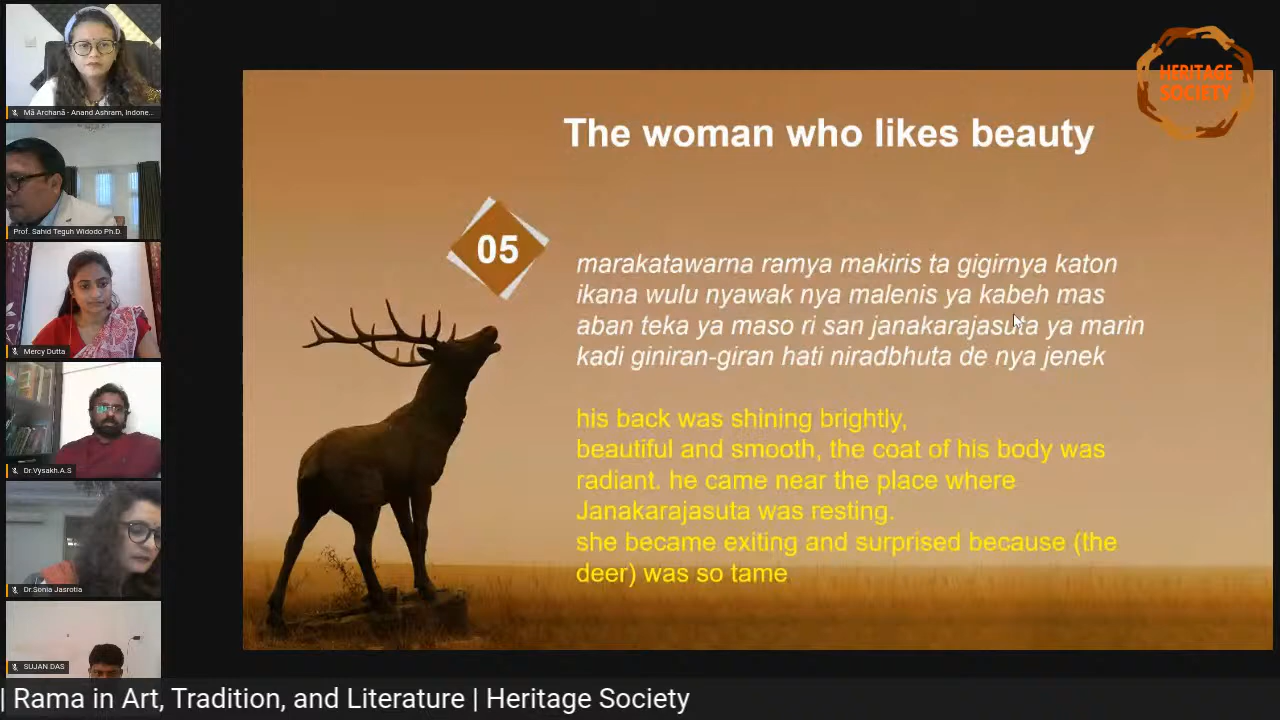 Mā Archanā - Anand Ashram, Indone...
Prof. Sahid Teguh Widodo Ph.D.
Mercy Dutta
Dr.Vysakh.A.S
Dr.Sonia Jasrotia
SUJAN DAS
HERITAGE
SOCIETY
The woman who likes beauty
05
marakatawarna ramya makiris ta gigirnya katon
ikana wulu nyawak nya malenis ya kabeh mas
aban teka ya maso ri san janakarajasuta ya marin
kadi giniran-giran hati niradbhuta de nya jenek
his back was shining brightly,
beautiful and smooth, the coat of his body was
radiant. he came near the place where
Janakarajasuta was resting.
she became exiting and surprised because (the
deer) was so tame
| Rama in Art, Tradition, and Literature | Heritage Society